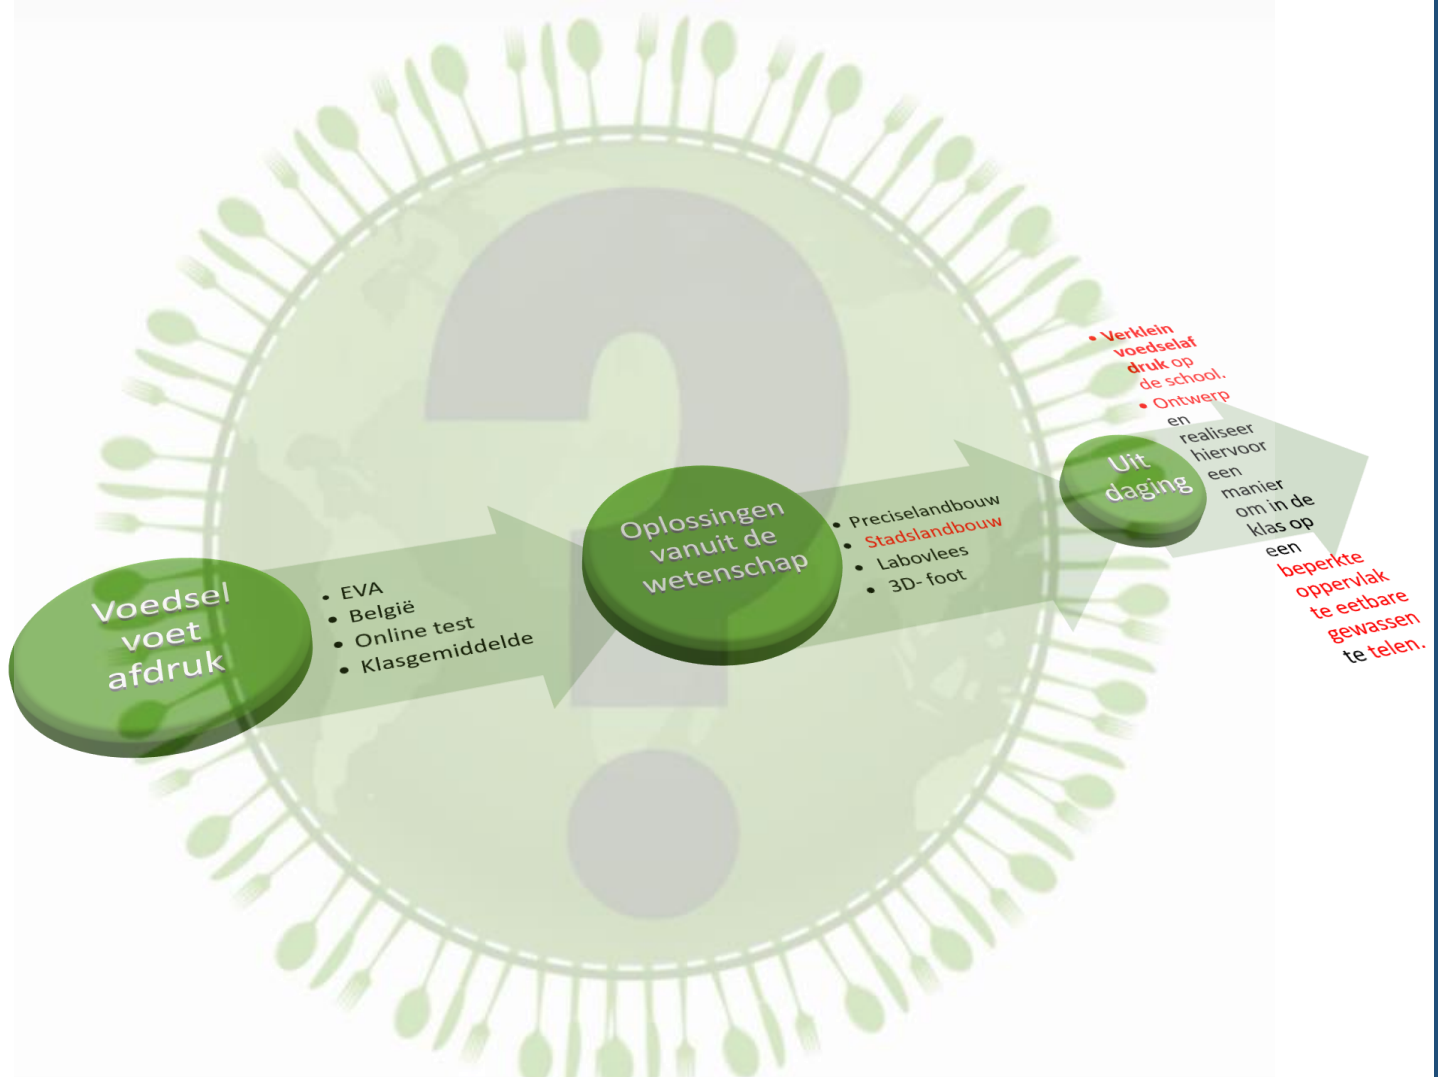 Voedsel
voet
afdruk
• EVA
• België
• Online test
• Klasgemiddelde
Oplossingen
vanuit de
wetenschap
• Preciselandbouw
• Stadslandbouw
• Labovlees
• 3D- foot
Uit
daging
• Verklein
voedselaf
druk op
de school.
• Ontwerp
en
realiseer
hiervoor
een
manier
om in de
klas op
een
beperkte
oppervlak
te eetbare
gewassen
te telen.